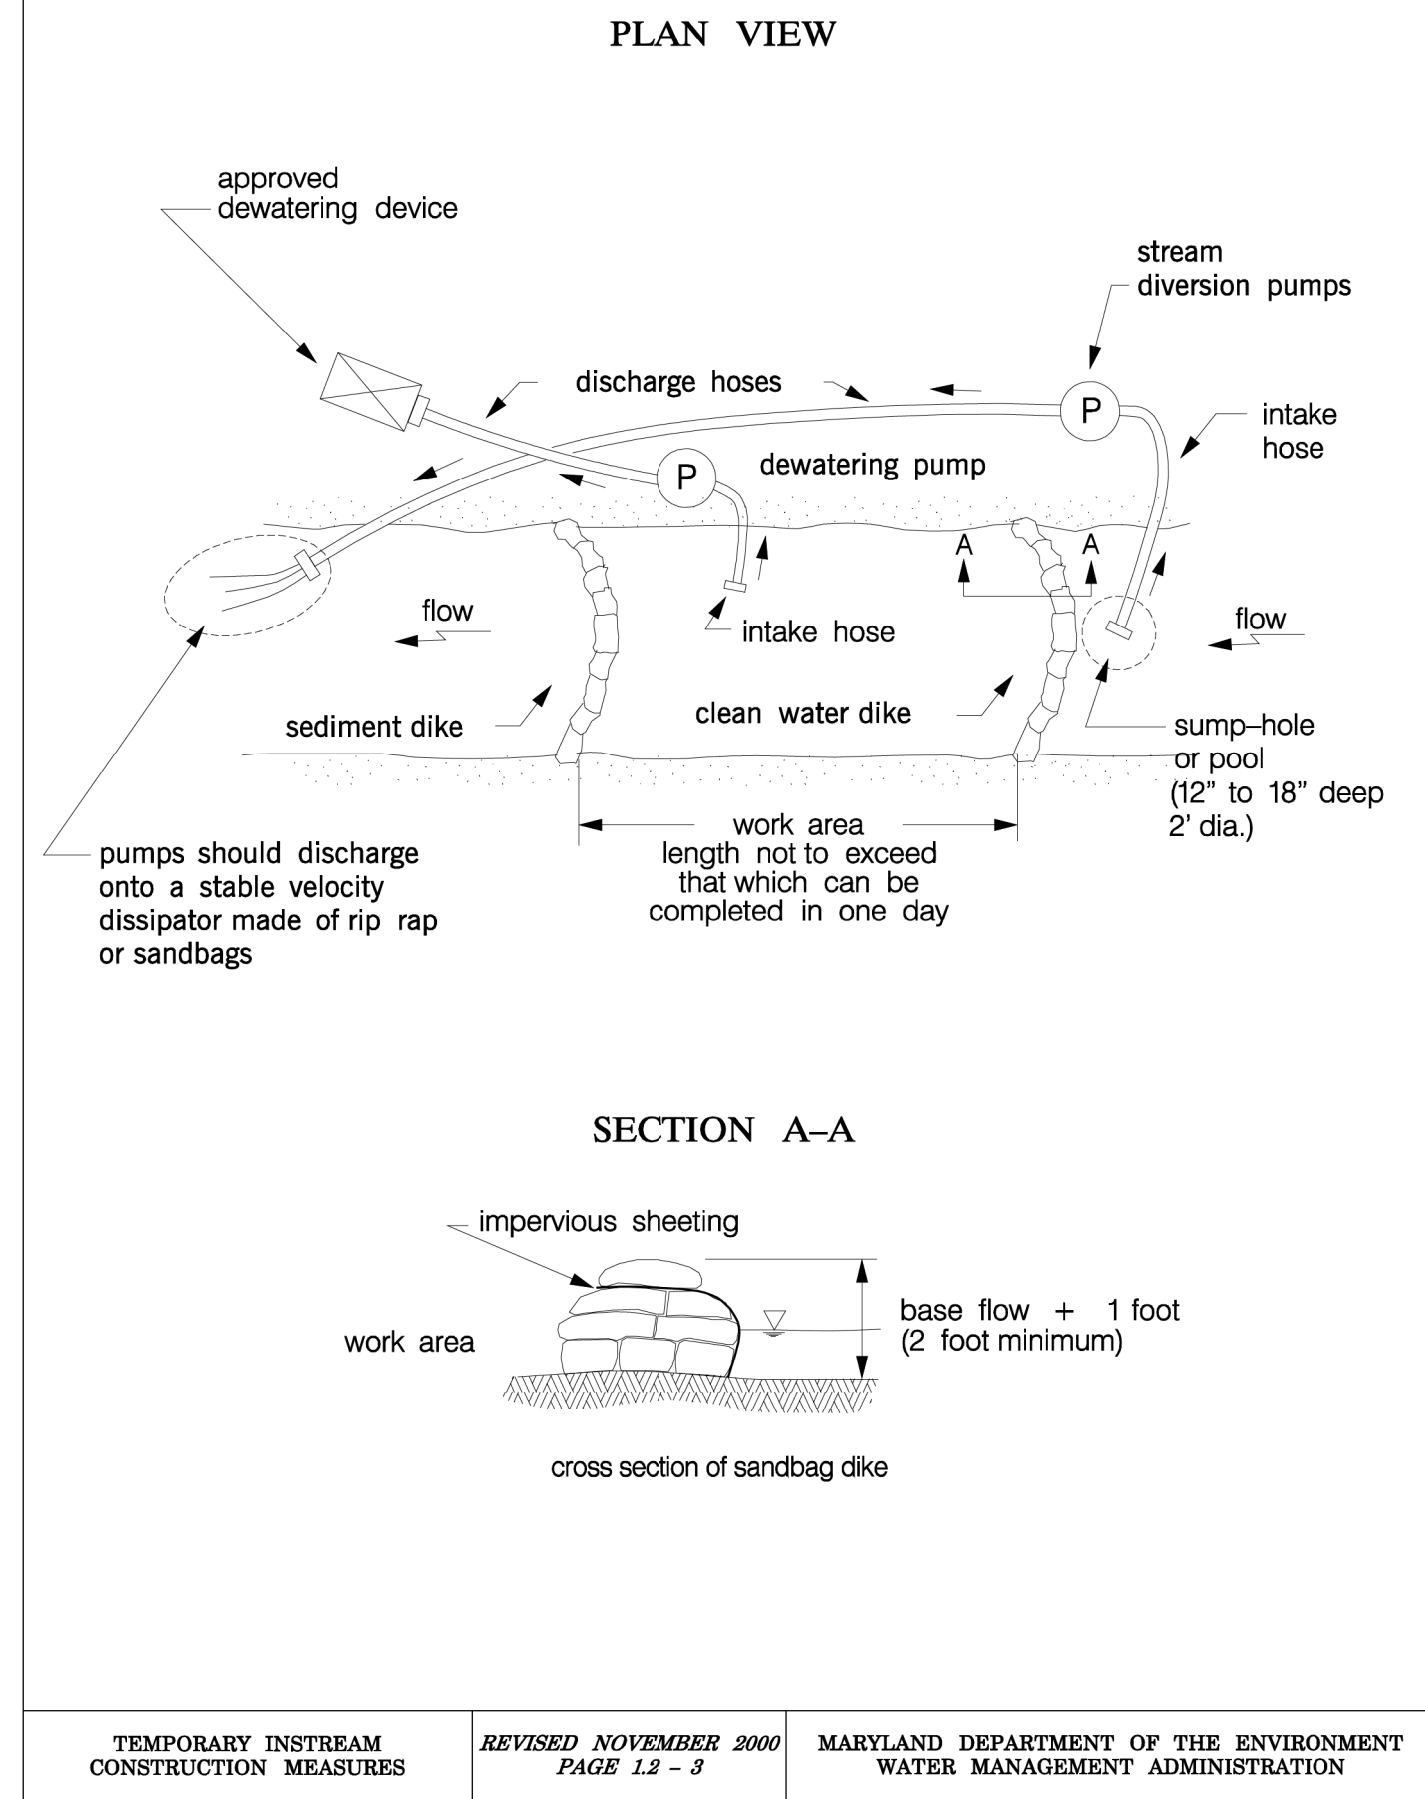 PLAN VIEW
approved
dewatering device
stream
diversion pumps
discharge hoses
P
intake
hose
dewatering pump
P
A
A
flow
intake hose
flow
sediment dike
clean water dike
sump-hole
or pool
(12" to 18" deep
2' dia.)
work area
length not to exceed
that which can be
completed in one day
pumps should discharge
onto a stable velocity
dissipator made of rip rap
or sandbags
SECTION A-A
impervious sheeting
base flow + 1 foot
(2 foot minimum)
work area
cross section of sandbag dike
TEMPORARY INSTREAM
CONSTRUCTION MEASURES
REVISED NOVEMBER 2000
PAGE 1.2 - 3
MARYLAND DEPARTMENT OF THE ENVIRONMENT
WATER MANAGEMENT ADMINISTRATION